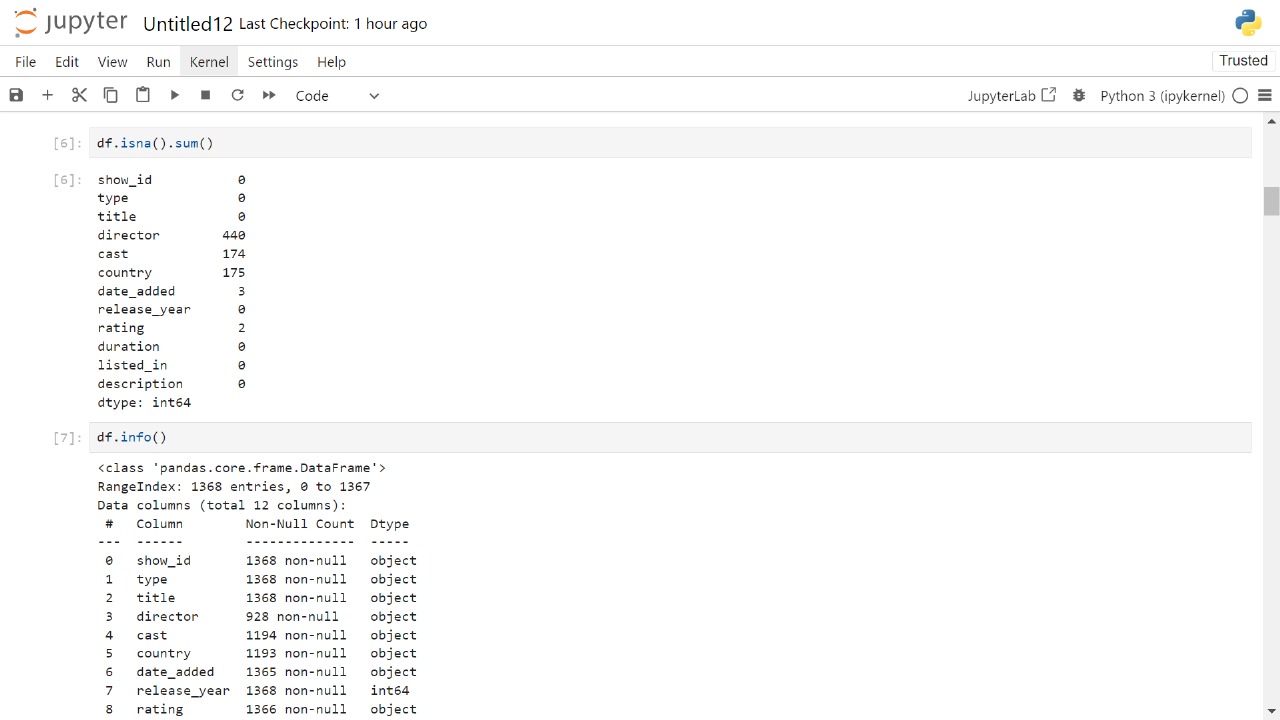 jupyter Untitled12 Last Checkpoint: 1 hour ago
File Edit View Run Kernel Settings Help Trusted
Code JupyterLab Python 3 (ipykernel)
[6]: df.isna().sum()
[6]: show_id 0
type 0
title 0
director 440
cast 174
country 175
date_added 3
release_year 0
rating 2
duration 0
listed_in 0
description 0
dtype: int64
[7]: df.info()
<class 'pandas.core.frame.DataFrame'>
RangeIndex: 1368 entries, 0 to 1367
Data columns (total 12 columns):
# Column Non-Null Count Dtype
--- ------ -------------- -----
0 show_id 1368 non-null object
1 type 1368 non-null object
2 title 1368 non-null object
3 director 928 non-null object
4 cast 1194 non-null object
5 country 1193 non-null object
6 date_added 1365 non-null object
7 release_year 1368 non-null int64
8 rating 1366 non-null object